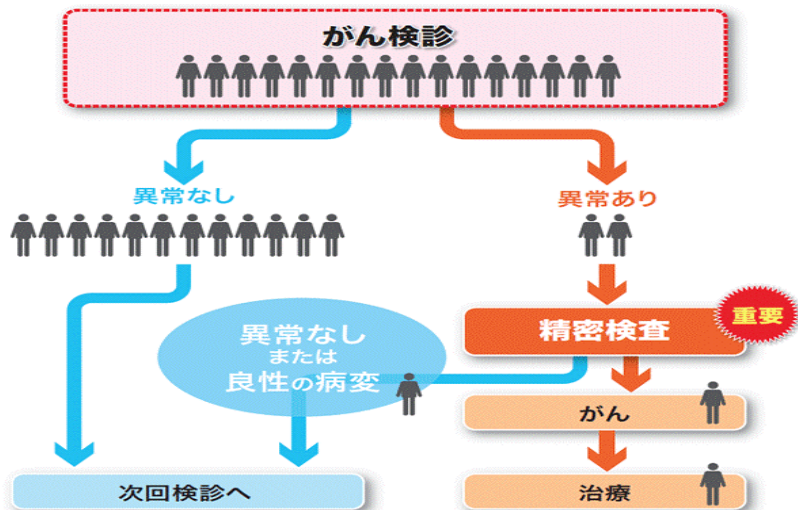 がん検診
異常なし
異常あり
精密検査
重要
異常なし
または
良性の病変
がん
次回検診へ
治療